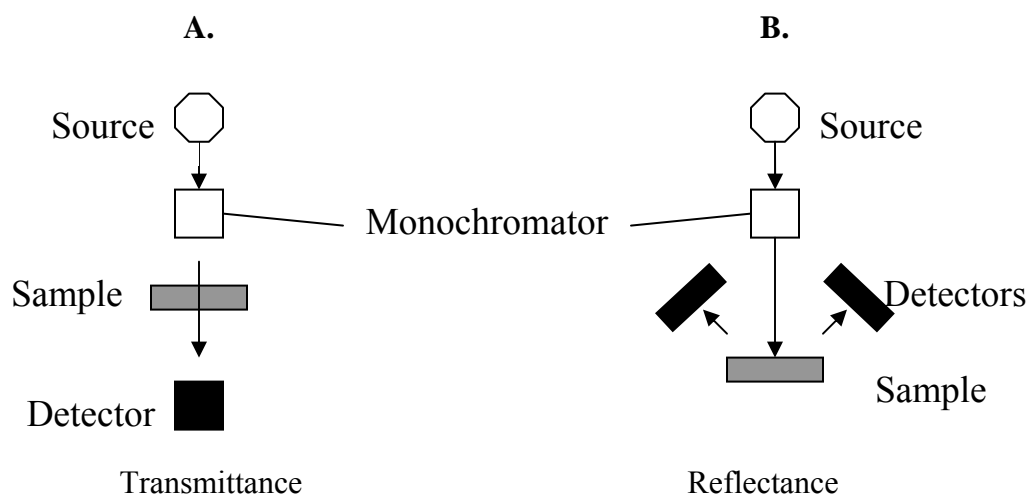 A.
B.
Source
Source
Monochromator
Sample
Detectors
Sample
Detector
Transmittance
Reflectance